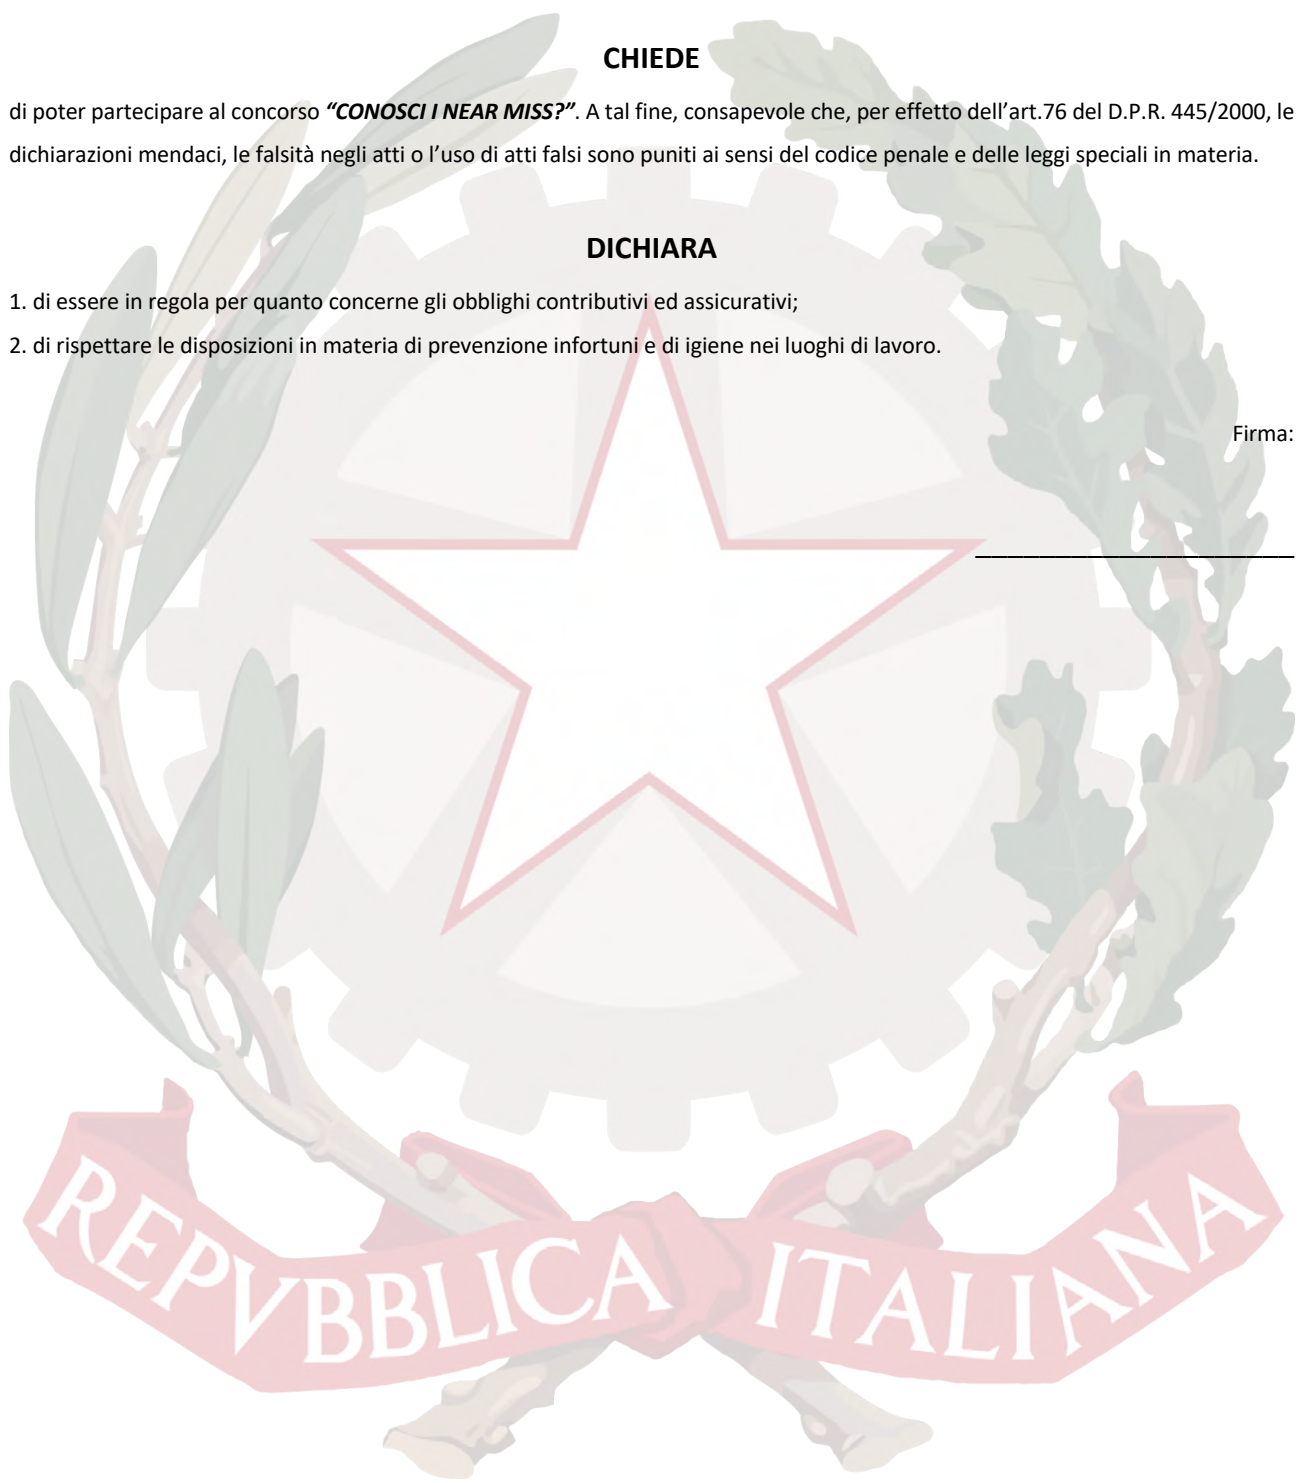 CHIEDE
di poter partecipare al concorso “CONOSCI I NEAR MISS?”. A tal fine, consapevole che, per effetto dell’art.76 del D.P.R. 445/2000, le
dichiarazioni mendaci, le falsità negli atti o l’uso di atti falsi sono puniti ai sensi del codice penale e delle leggi speciali in materia.
DICHIARA
1. di essere in regola per quanto concerne gli obblighi contributivi ed assicurativi;
2. di rispettare le disposizioni in materia di prevenzione infortuni e di igiene nei luoghi di lavoro.
Firma:
REPVBBLICA ITALIANA